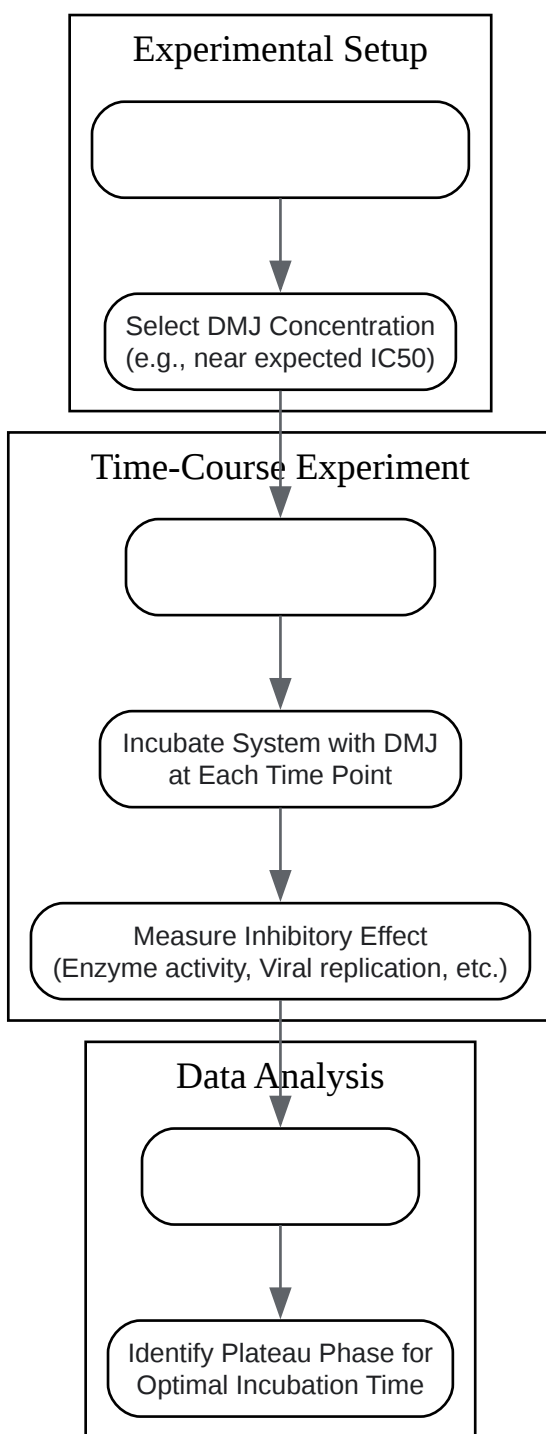 Experimental Setup
Select DMJ Concentration
(e.g., near expected IC50)
Time-Course Experiment
Incubate System with DMJ
at Each Time Point
Measure Inhibitory Effect
(Enzyme activity, Viral replication, etc.)
Data Analysis
Identify Plateau Phase for
Optimal Incubation Time